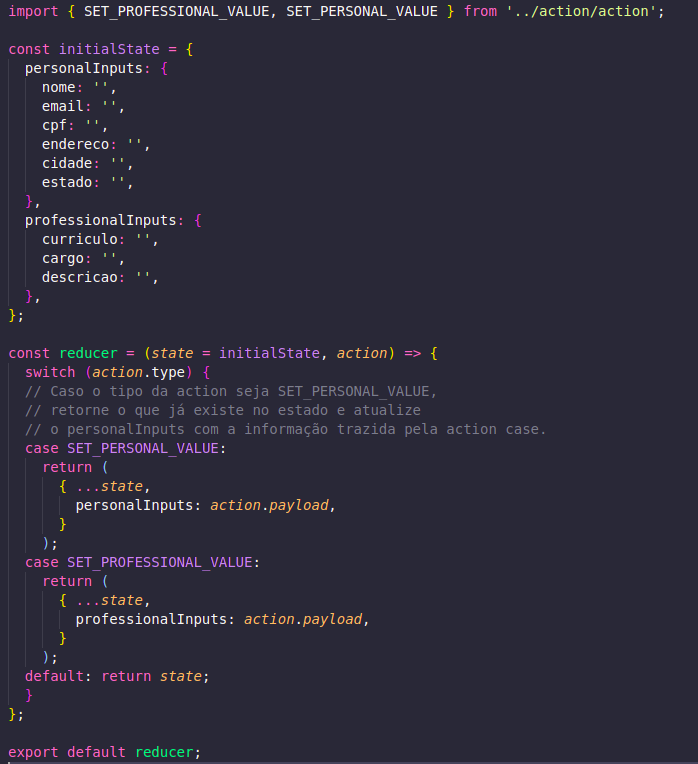 import { SET_PROFESSIONAL_VALUE, SET_PERSONAL_VALUE } from '../action/action';

const initialState = {
  personalInputs: {
    nome: '',
    email: '',
    cpf: '',
    endereco: '',
    cidade: '',
    estado: '',
  },
  professionalInputs: {
    curriculo: '',
    cargo: '',
    descricao: '',
  },
};

const reducer = (state = initialState, action) => {
  switch (action.type) {
  // Caso o tipo da action seja SET_PERSONAL_VALUE,
  // retorne o que já existe no estado e atualize
  // o personalInputs com a informação trazida pela action case.
  case SET_PERSONAL_VALUE:
    return (
      { ...state,
        personalInputs: action.payload,
      }
    );
  case SET_PROFESSIONAL_VALUE:
    return (
      { ...state,
        professionalInputs: action.payload,
      }
    );
  default: return state;
  }
};

export default reducer;